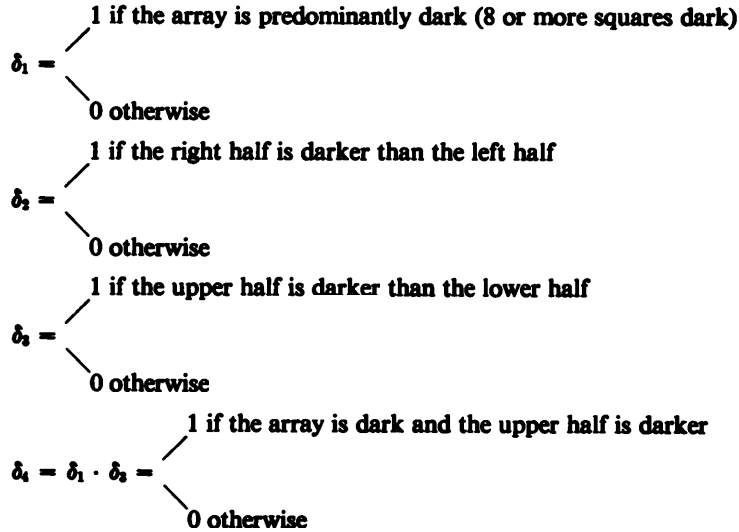 1 if the array is predominantly dark (8 or more squares dark)
δ₁ =
0 otherwise
1 if the right half is darker than the left half
δ₂ =
0 otherwise
1 if the upper half is darker than the lower half
δ₃ =
0 otherwise
1 if the array is dark and the upper half is darker
δ₄ = δ₁ · δ₃ =
0 otherwise